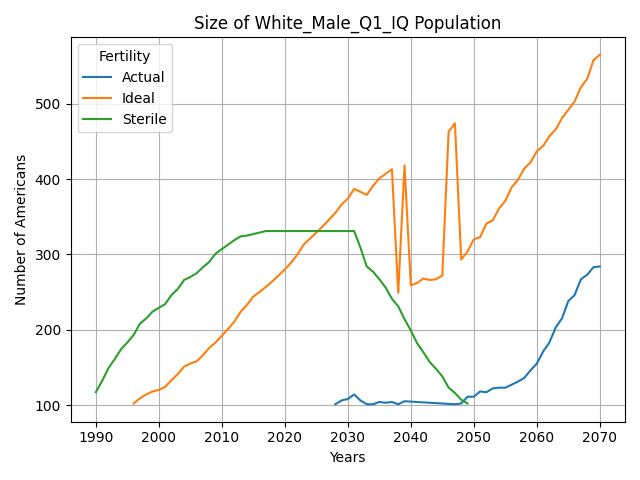 Size of White_Male_Q1_IQ Population
Fertility
Actual
Ideal
Sterile
Number of Americans
500
400
300
200
100
1990 2000 2010 2020 2030 2040 2050 2060 2070
Years